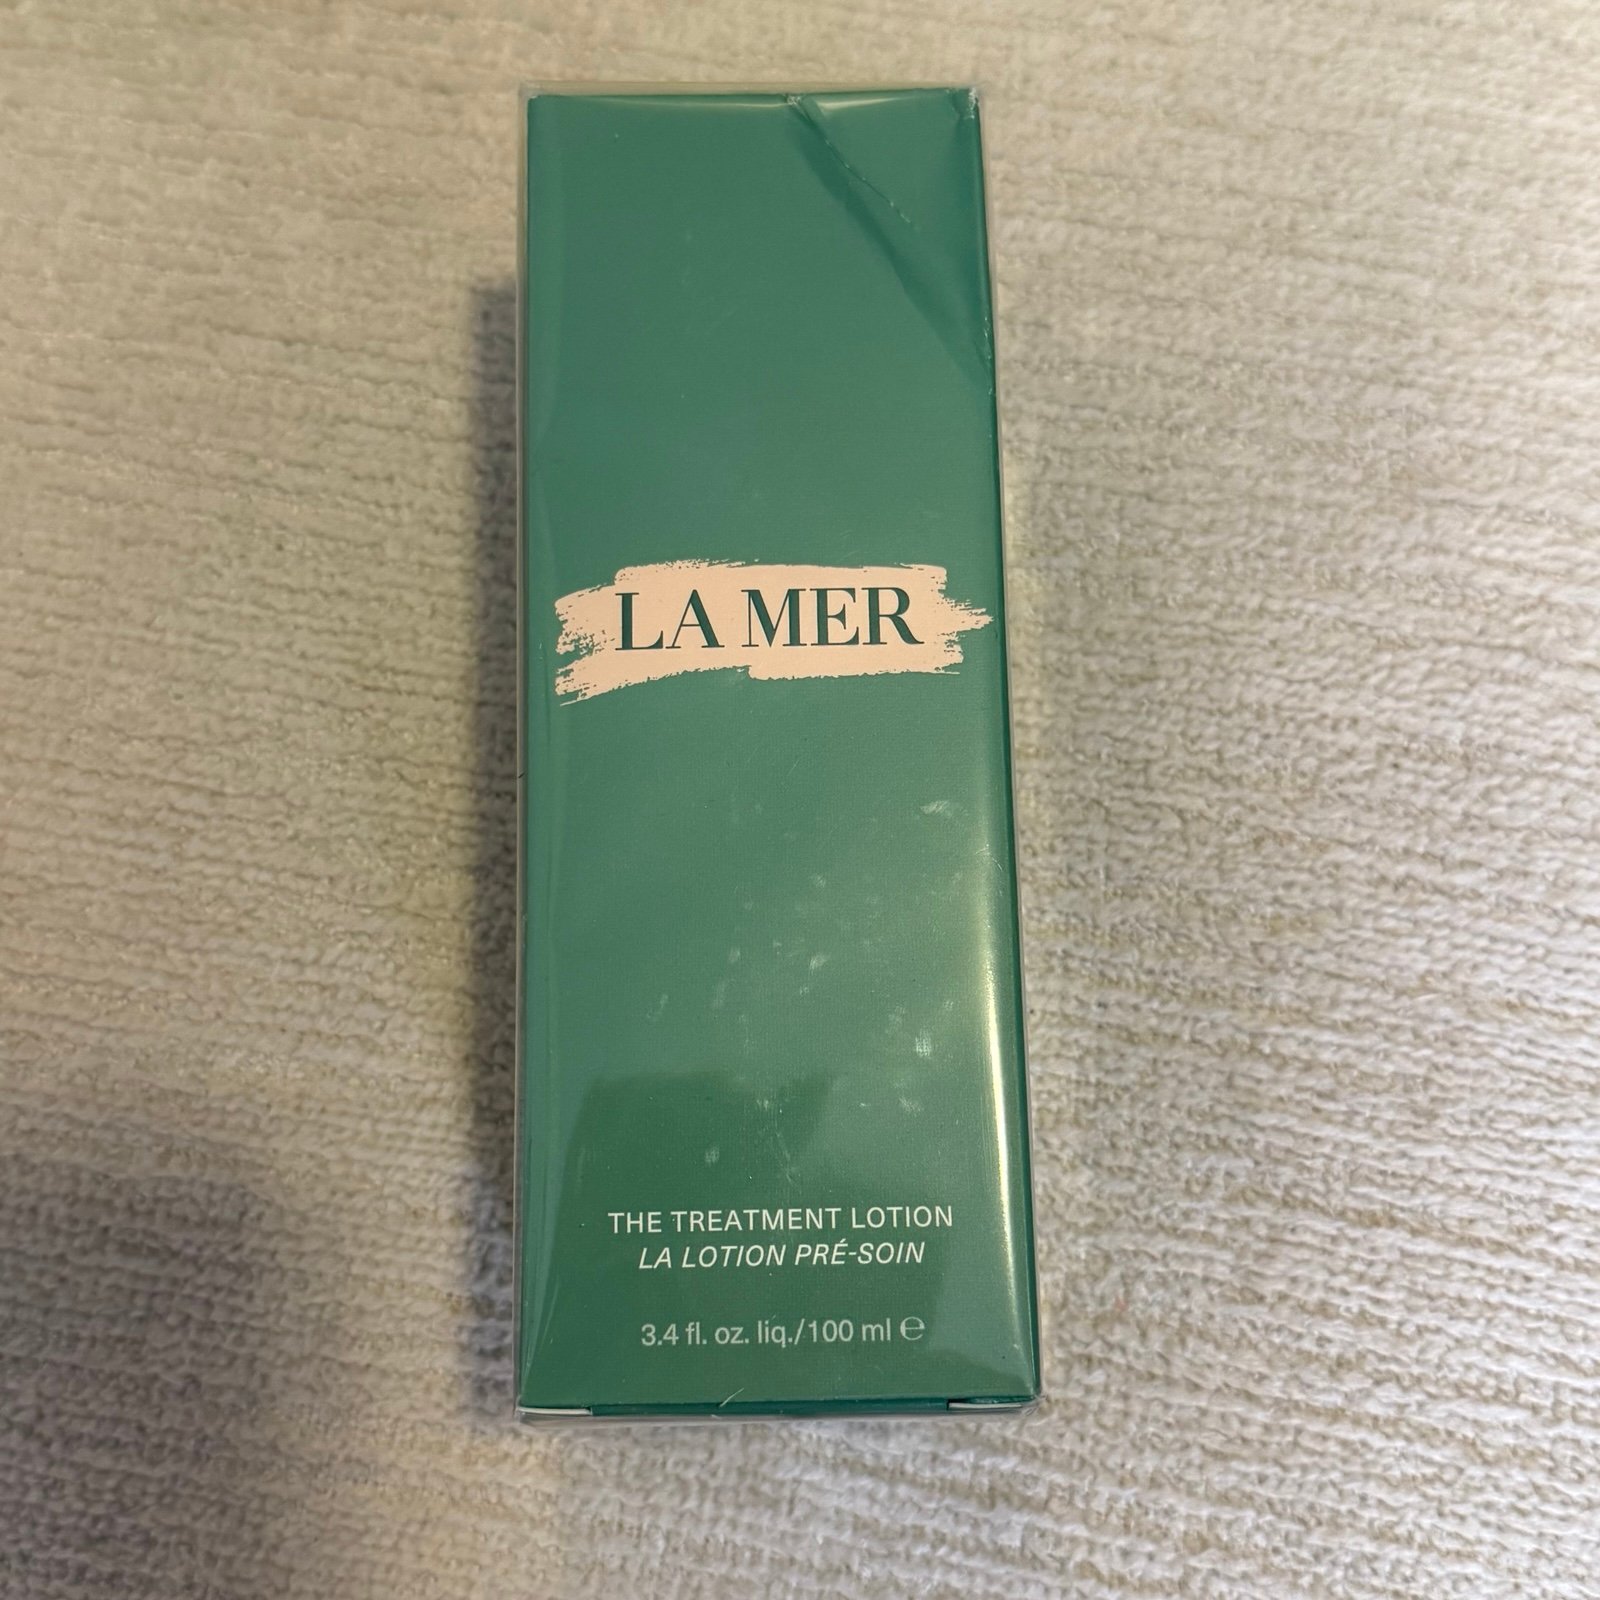 LA MER
THE TREATMENT LOTION
LA LOTION PRÉ-SOIN
3.4 fl. oz. liq./100 ml ℮